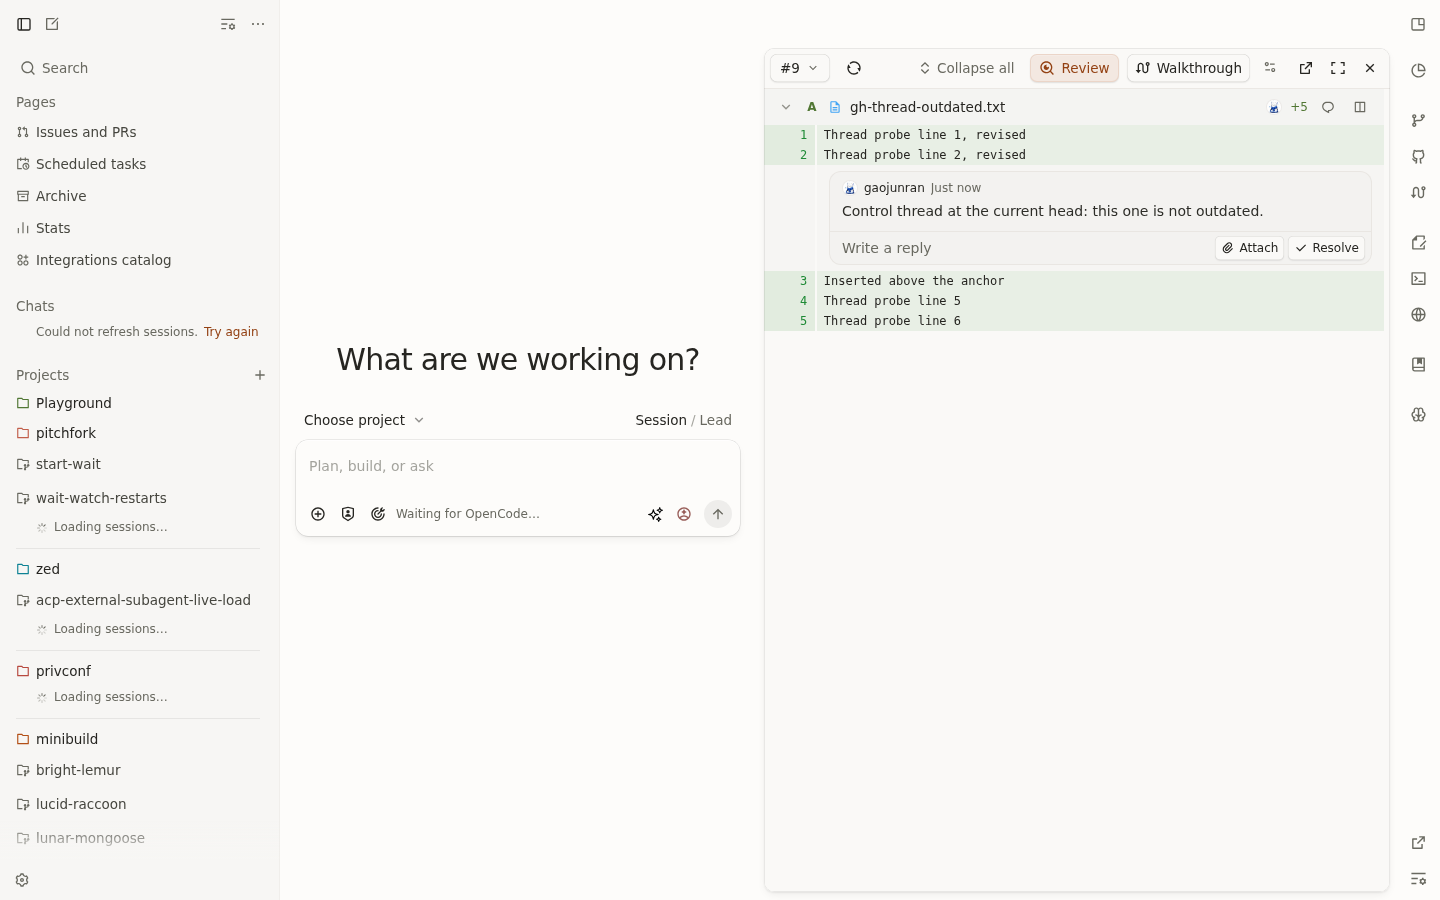 Search
Pages
Issues and PRs
Scheduled tasks
Archive
Stats
Integrations catalog
Chats
Could not refresh sessions. Try again
Projects
Playground
pitchfork
start-wait
wait-watch-restarts
Loading sessions...
zed
acp-external-subagent-live-load
Loading sessions...
privconf
Loading sessions...
minibuild
bright-lemur
lucid-raccoon
lunar-mongoose
What are we working on?
Choose project
Session / Lead
Plan, build, or ask
Waiting for OpenCode...
#9
Collapse all
Review
Walkthrough
A gh-thread-outdated.txt +5
1 Thread probe line 1, revised
2 Thread probe line 2, revised
gaojunran Just now
Control thread at the current head: this one is not outdated.
Write a reply
Attach
Resolve
3 Inserted above the anchor
4 Thread probe line 5
5 Thread probe line 6